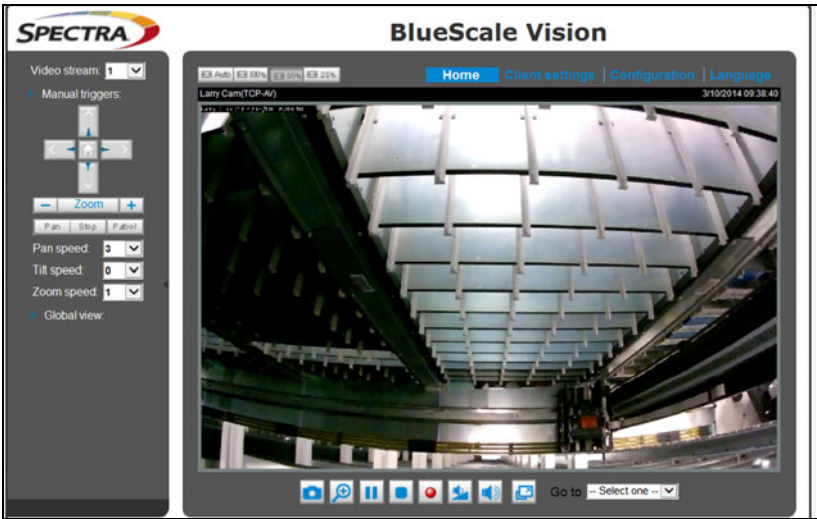 SPECTRA
BlueScale Vision
Video stream: 1
Manual triggers:
Zoom
Pan Stop Patrol
Pan speed: 3
Tilt speed: 0
Zoom speed: 1
Global view:
Auto 100% 50% 25%
Home Client settings | Configuration | Language
Larry Cam(TCP-AV) 3/10/2014 09:38:40
Go to -- Select one --